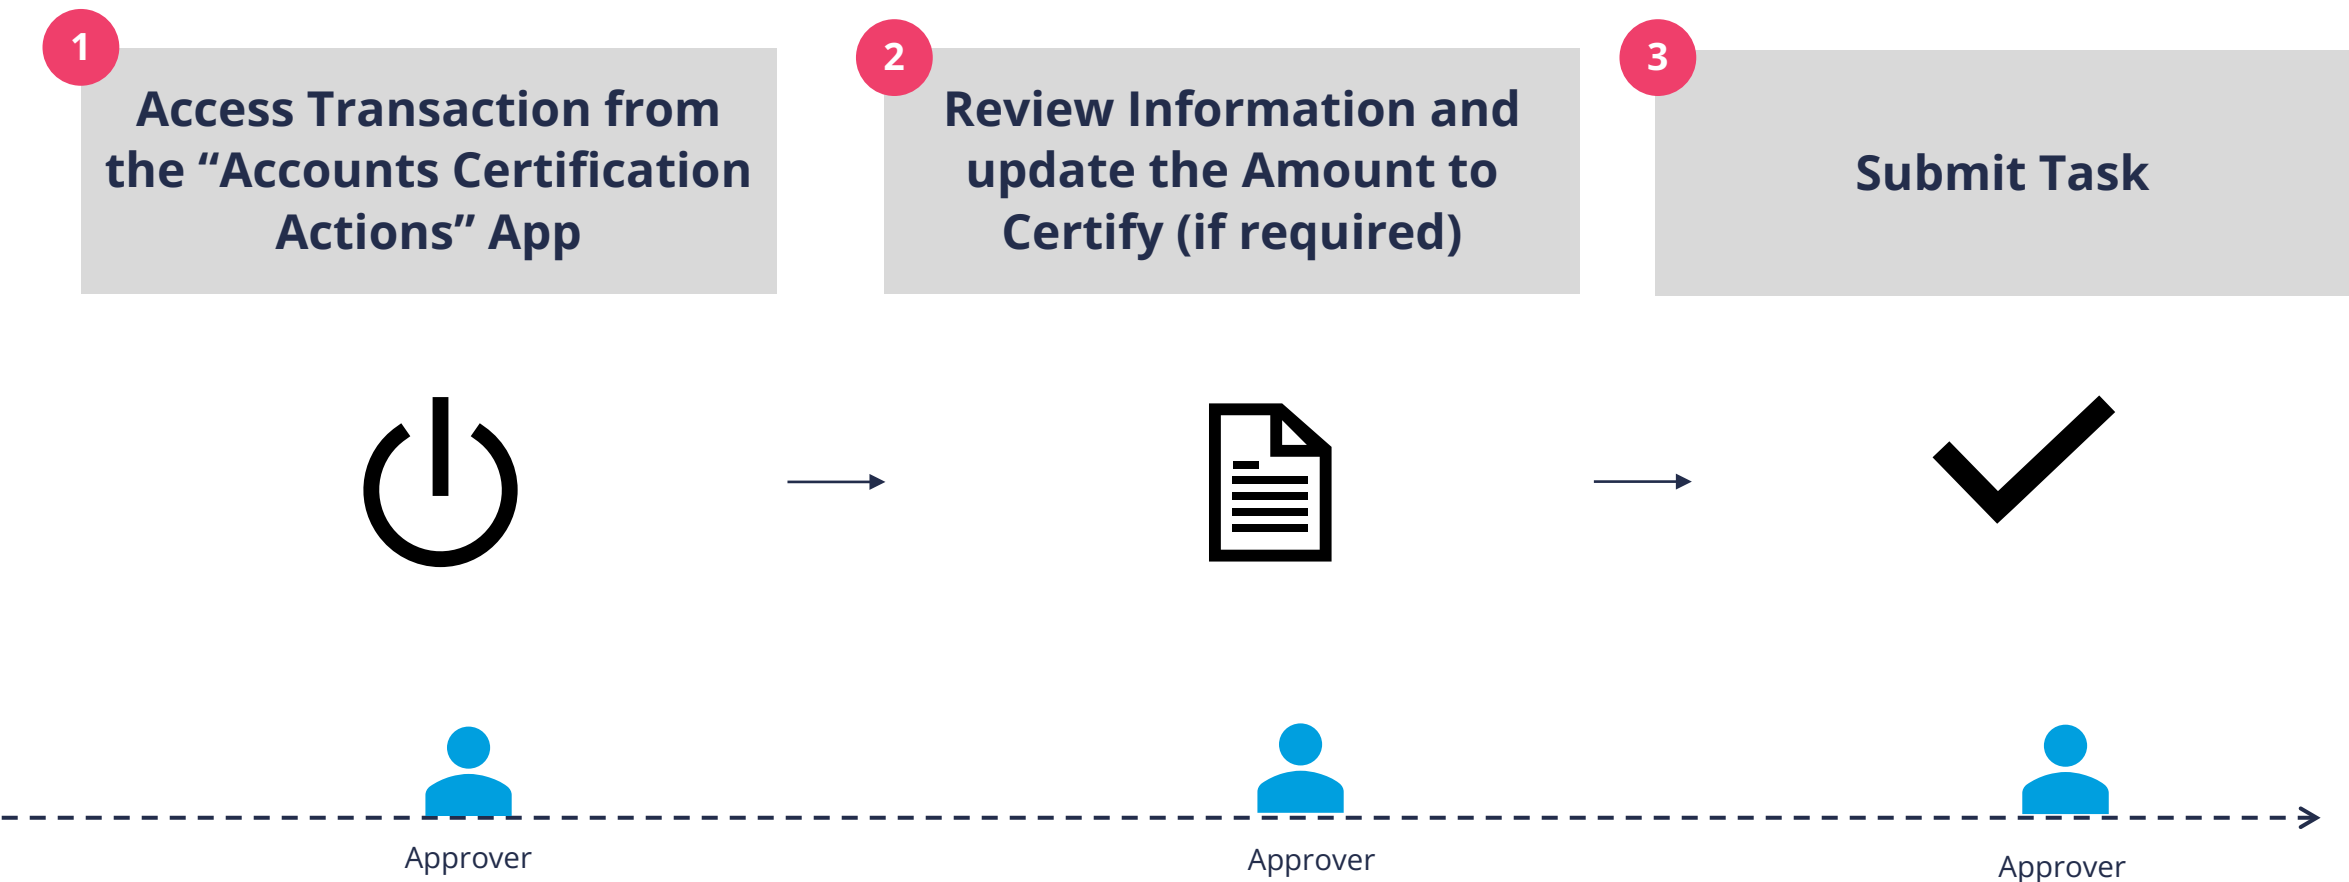 1
Access Transaction from
the “Accounts Certification
Actions” App
2
Review Information and
update the Amount to
Certify (if required)
3
Submit Task
Approver
Approver
Approver